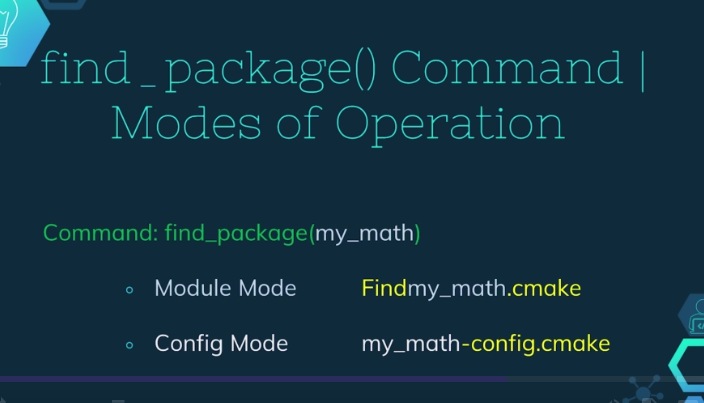 find_package() Command |
Modes of Operation
Command: find_package(my_math)
Module Mode Findmy_math.cmake
Config Mode my_math-config.cmake